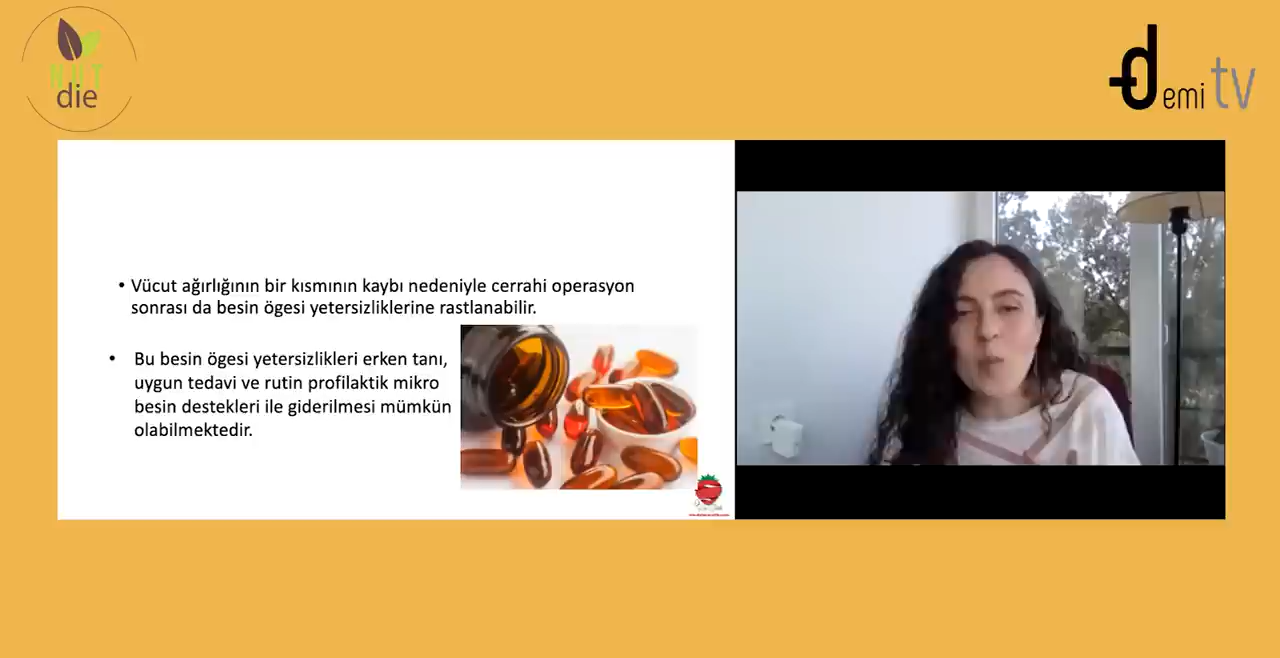 die
demi tv
• Vücut ağırlığının bir kısmının kaybı nedeniyle cerrahi operasyon
sonrası da besin ögesi yetersizliklerine rastlanabilir.
• Bu besin ögesi yetersizlikleri erken tanı,
uygun tedavi ve rutin profilaktik mikro
besin destekleri ile giderilmesi mümkün
olabilmektedir.